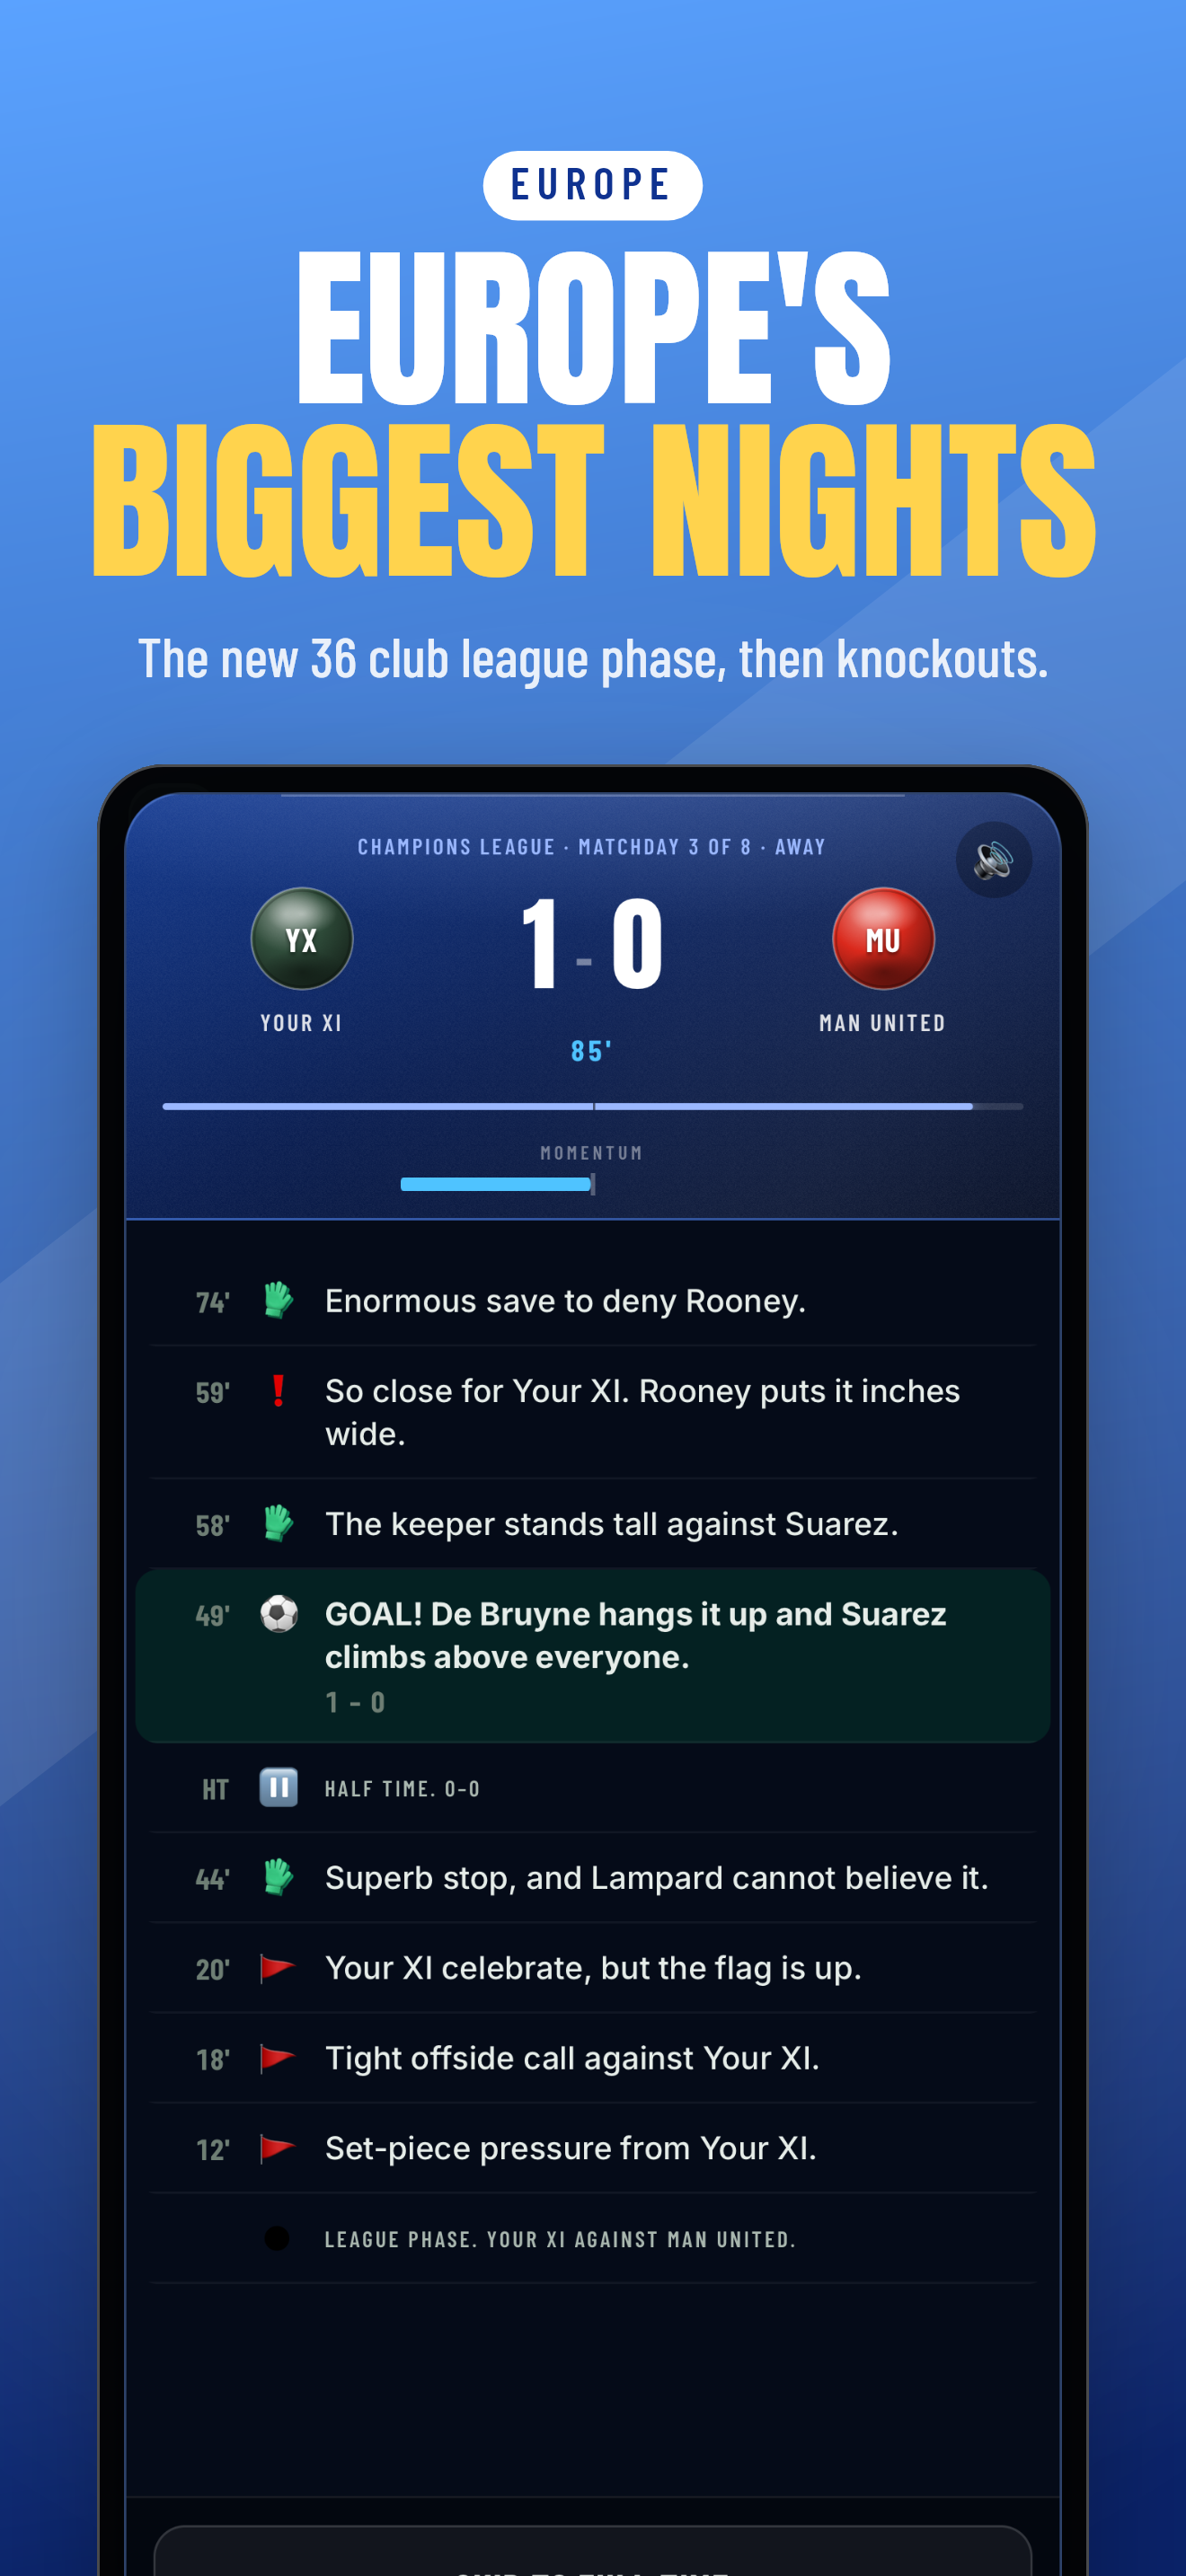 EUROPE
EUROPE'S
BIGGEST NIGHTS
The new 36 club league phase, then knockouts.
CHAMPIONS LEAGUE · MATCHDAY 3 OF 8 · AWAY
YX
1 - 0
MU
YOUR XI
MAN UNITED
85'
MOMENTUM
74' Enormous save to deny Rooney.
59' So close for Your XI. Rooney puts it inches
wide.
58' The keeper stands tall against Suarez.
49' GOAL! De Bruyne hangs it up and Suarez
climbs above everyone.
1 - 0
HT HALF TIME. 0-0
44' Superb stop, and Lampard cannot believe it.
20' Your XI celebrate, but the flag is up.
18' Tight offside call against Your XI.
12' Set-piece pressure from Your XI.
LEAGUE PHASE. YOUR XI AGAINST MAN UNITED.